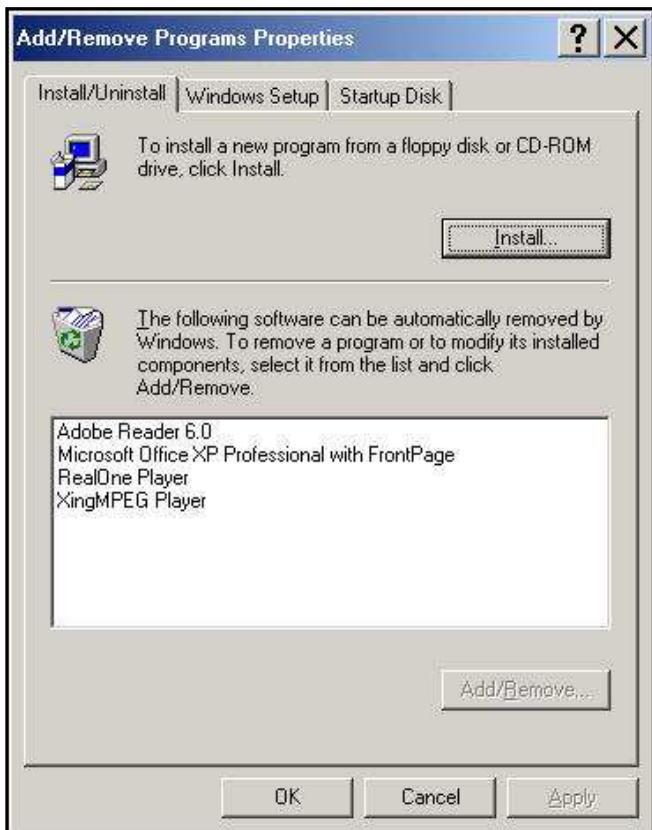 Add/Remove Programs Properties
Install/Uninstall
Windows Setup
Startup Disk
To install a new program from a floppy disk or CD-ROM
drive, click Install.
Install...
The following software can be automatically removed by
Windows. To remove a program or to modify its installed
components, select it from the list and click
Add/Remove.
Adobe Reader 6.0
Microsoft Office XP Professional with FrontPage
RealOne Player
XingMPEG Player
Add/Remove...
OK
Cancel
Apply